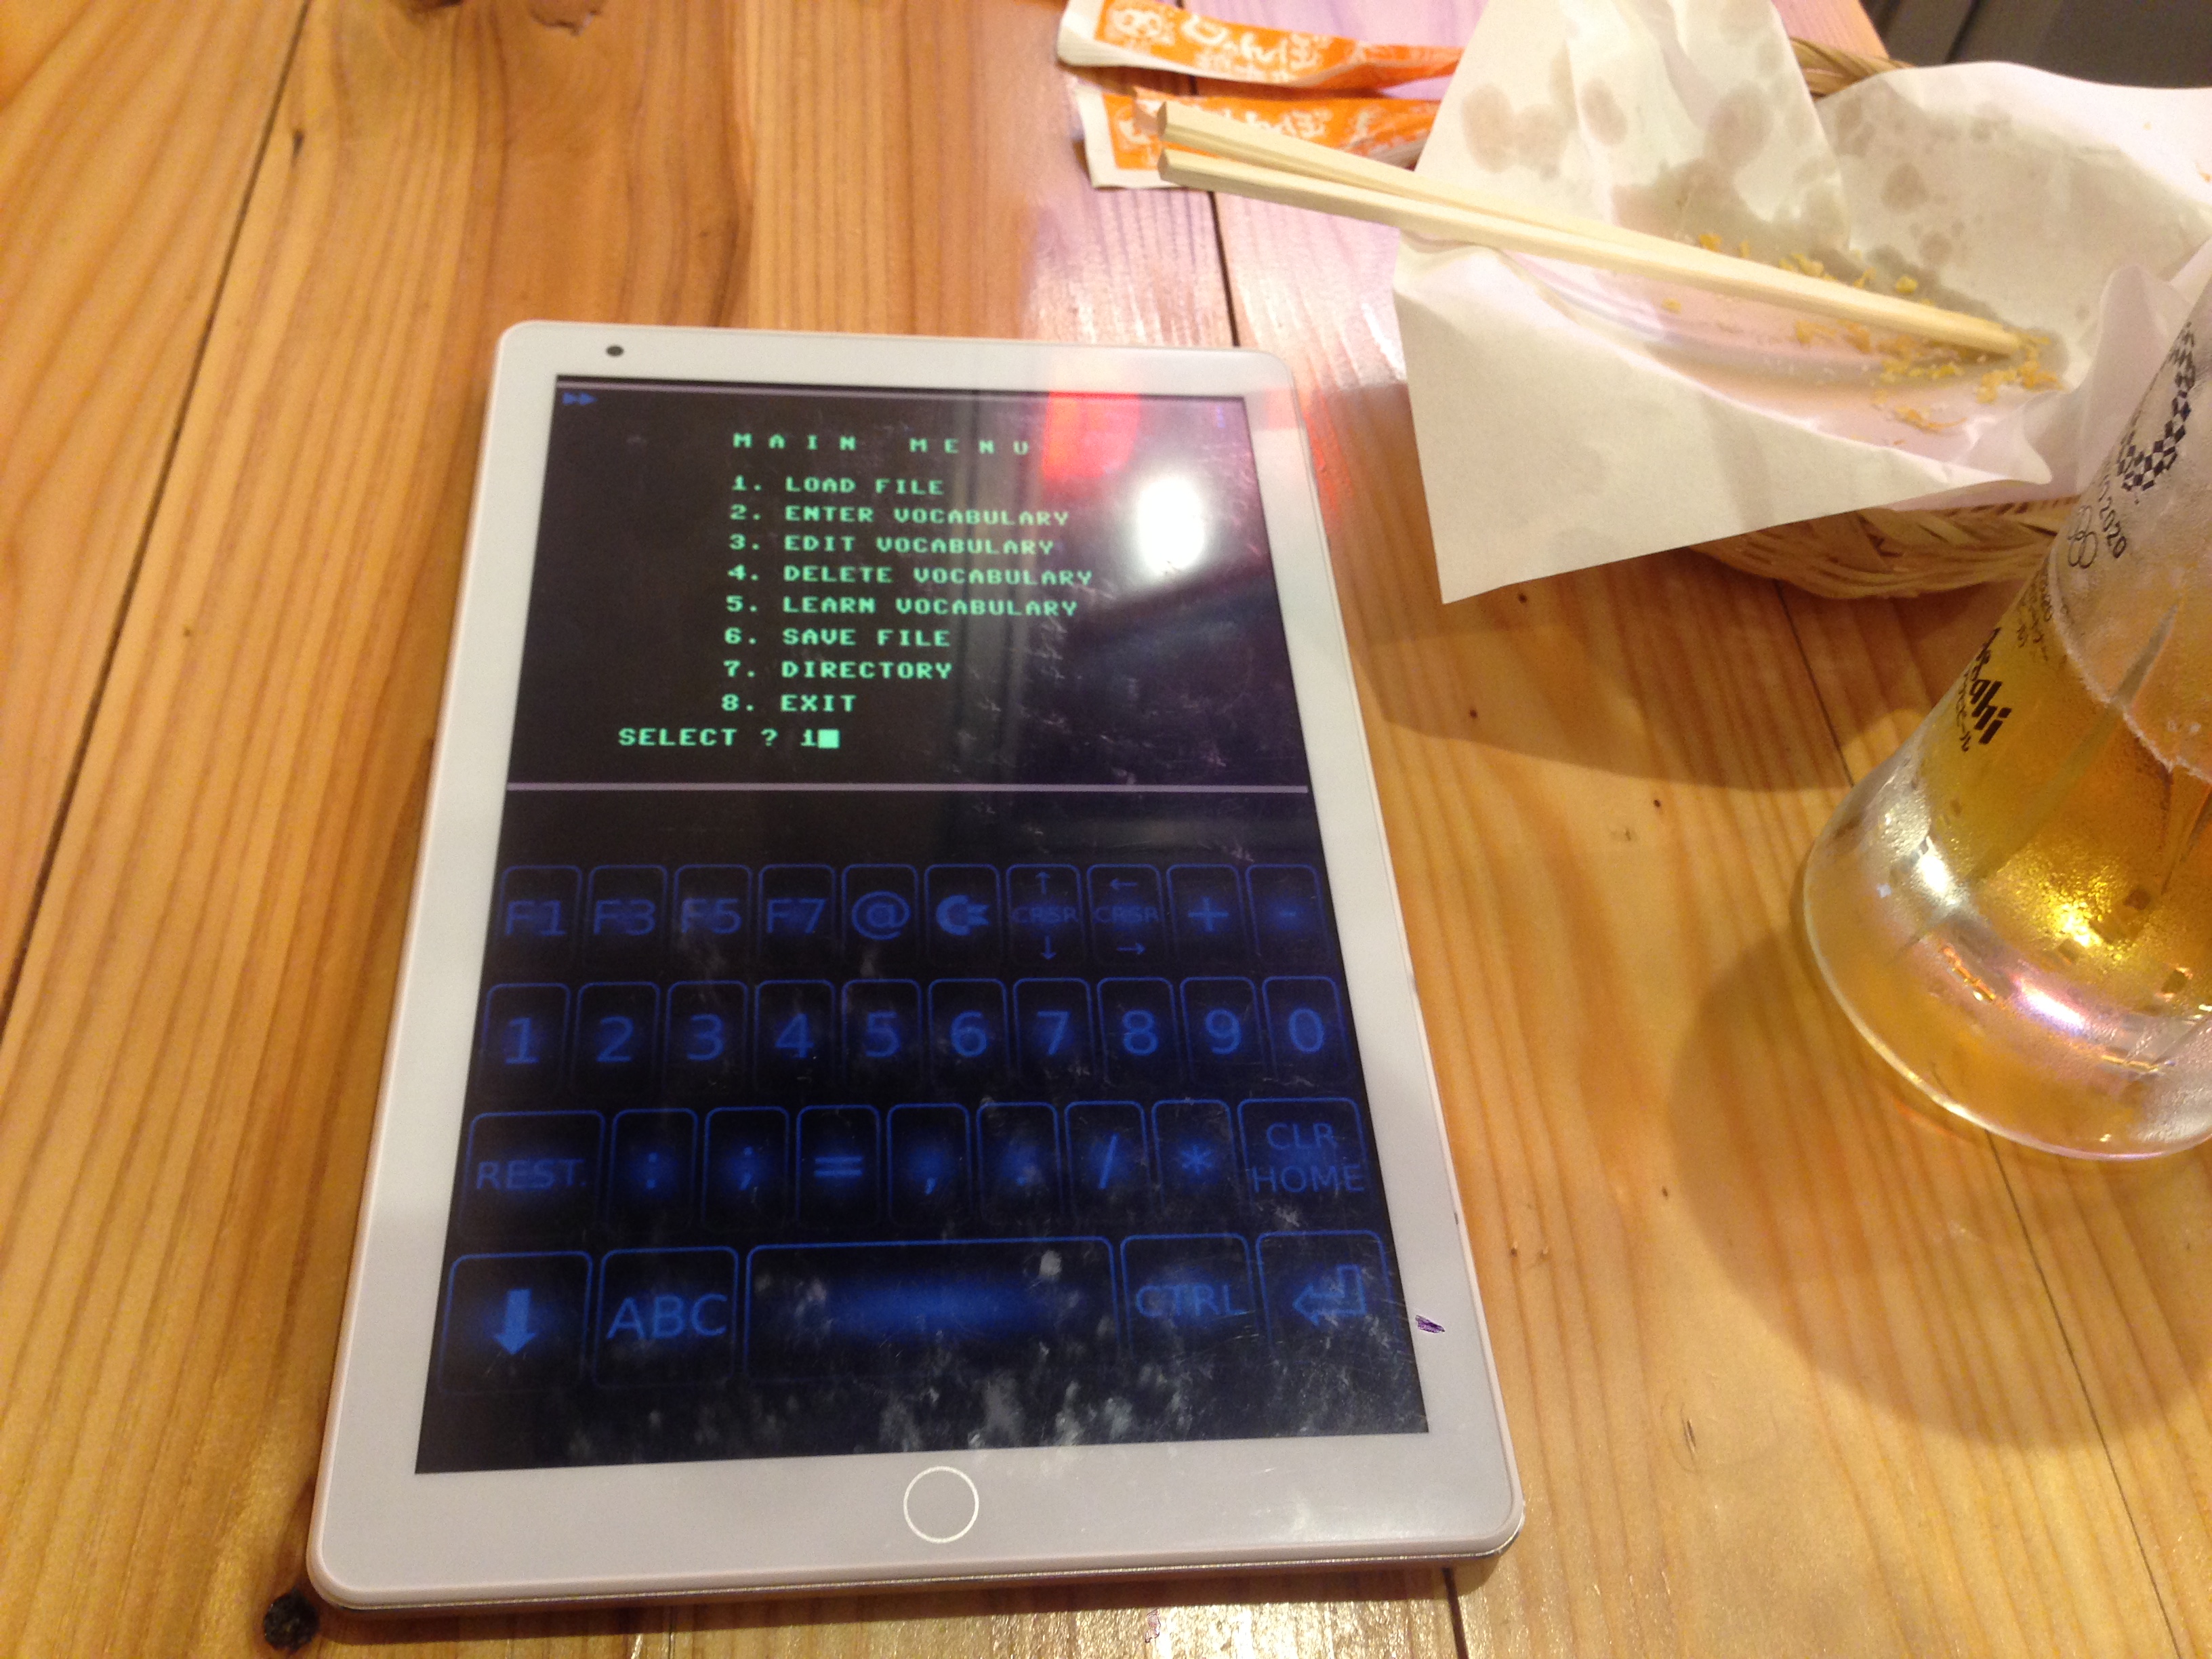 M A I N   M E N U
1. LOAD FILE
2. ENTER VOCABULARY
3. EDIT VOCABULARY
4. DELETE VOCABULARY
5. LEARN VOCABULARY
6. SAVE FILE
7. DIRECTORY
8. EXIT
SELECT ? 1
F1 F3 F5 F7 @ ↑ CRSR ↓ ← CRSR → + -
1 2 3 4 5 6 7 8 9 0
REST. : ; = , . / * CLR HOME
ABC CTRL
2020
Asahi